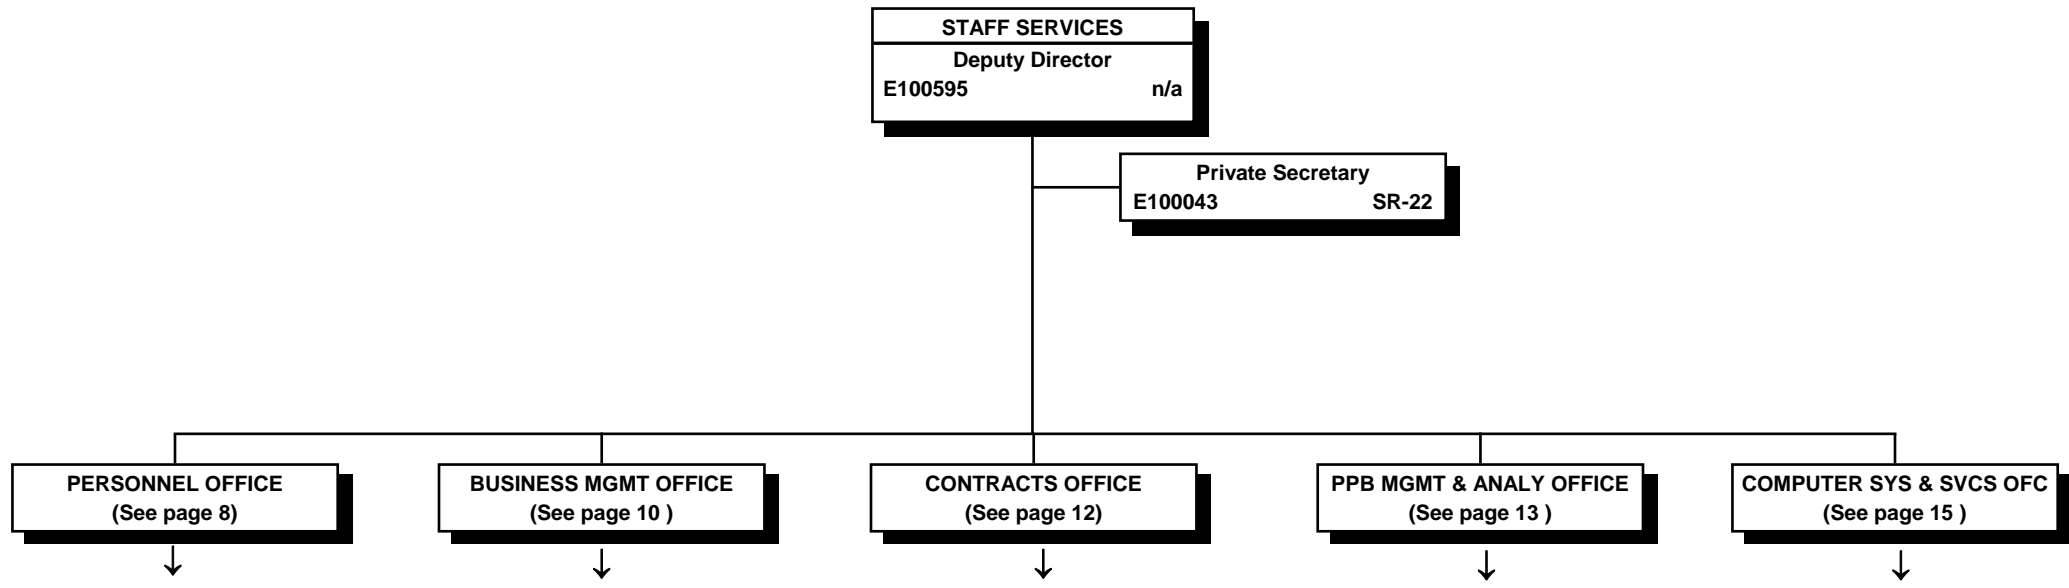 STAFF SERVICES
Deputy Director
E100595 n/a
Private Secretary
E100043 SR-22
PERSONNEL OFFICE
(See page 8)
BUSINESS MGMT OFFICE
(See page 10 )
CONTRACTS OFFICE
(See page 12)
PPB MGMT & ANALY OFFICE
(See page 13 )
COMPUTER SYS & SVCS OFC
(See page 15 )